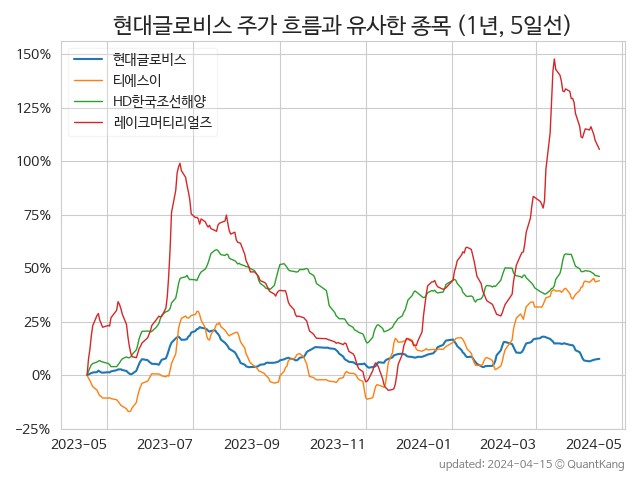 현대글로비스 주가 흐름과 유사한 종목 (1년, 5일선)
현대글로비스
티에스이
HD한국조선해양
레이크머티리얼즈
150%
125%
100%
75%
50%
25%
0%
−25%
2023-05 2023-07 2023-09 2023-11 2024-01 2024-03 2024-05
updated: 2024-04-15 © QuantKang